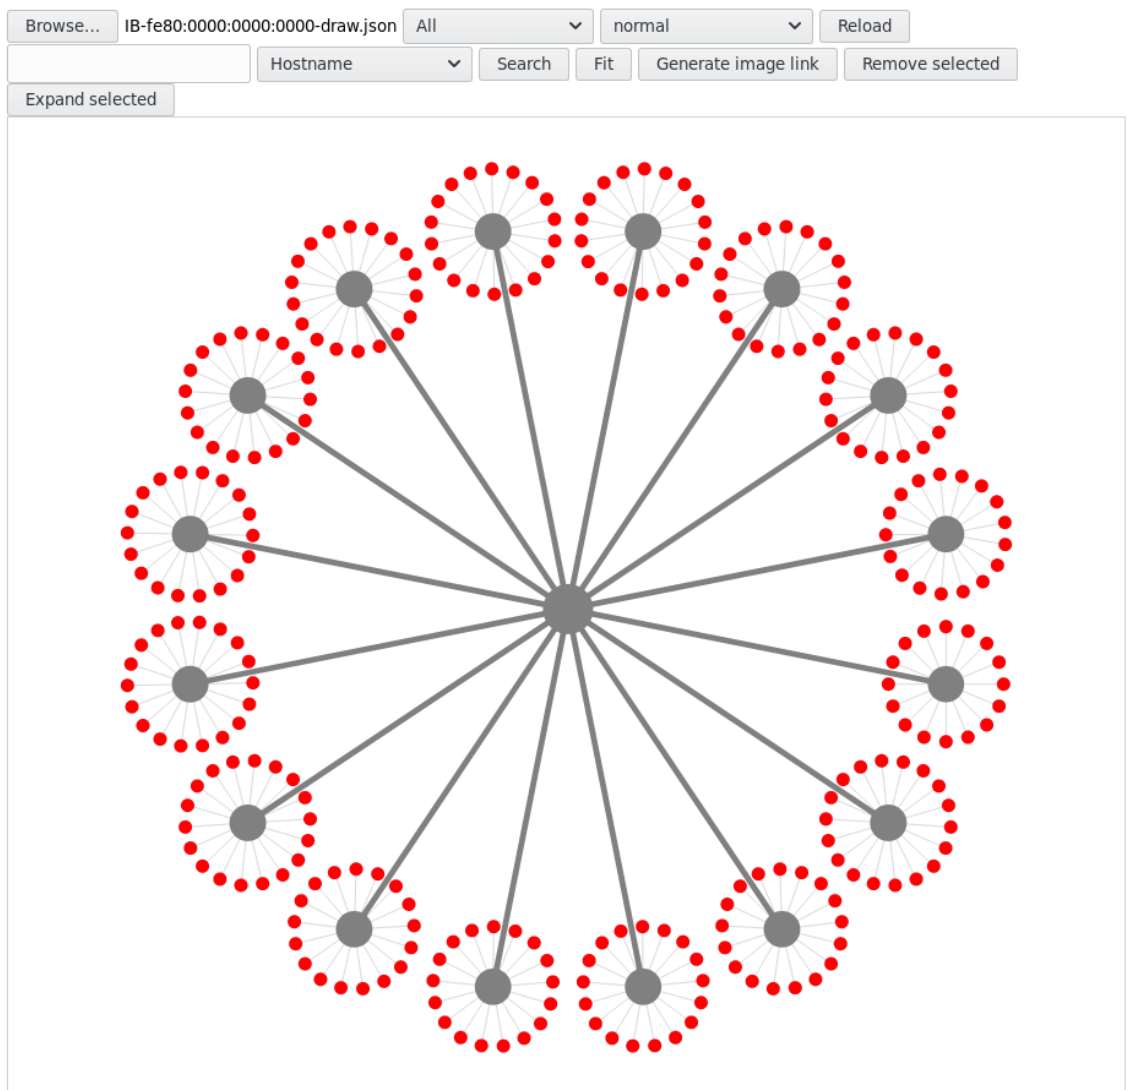 Browse... IB-fe80:0000:0000:0000-draw.json All normal Reload
Hostname Search Fit Generate image link Remove selected
Expand selected